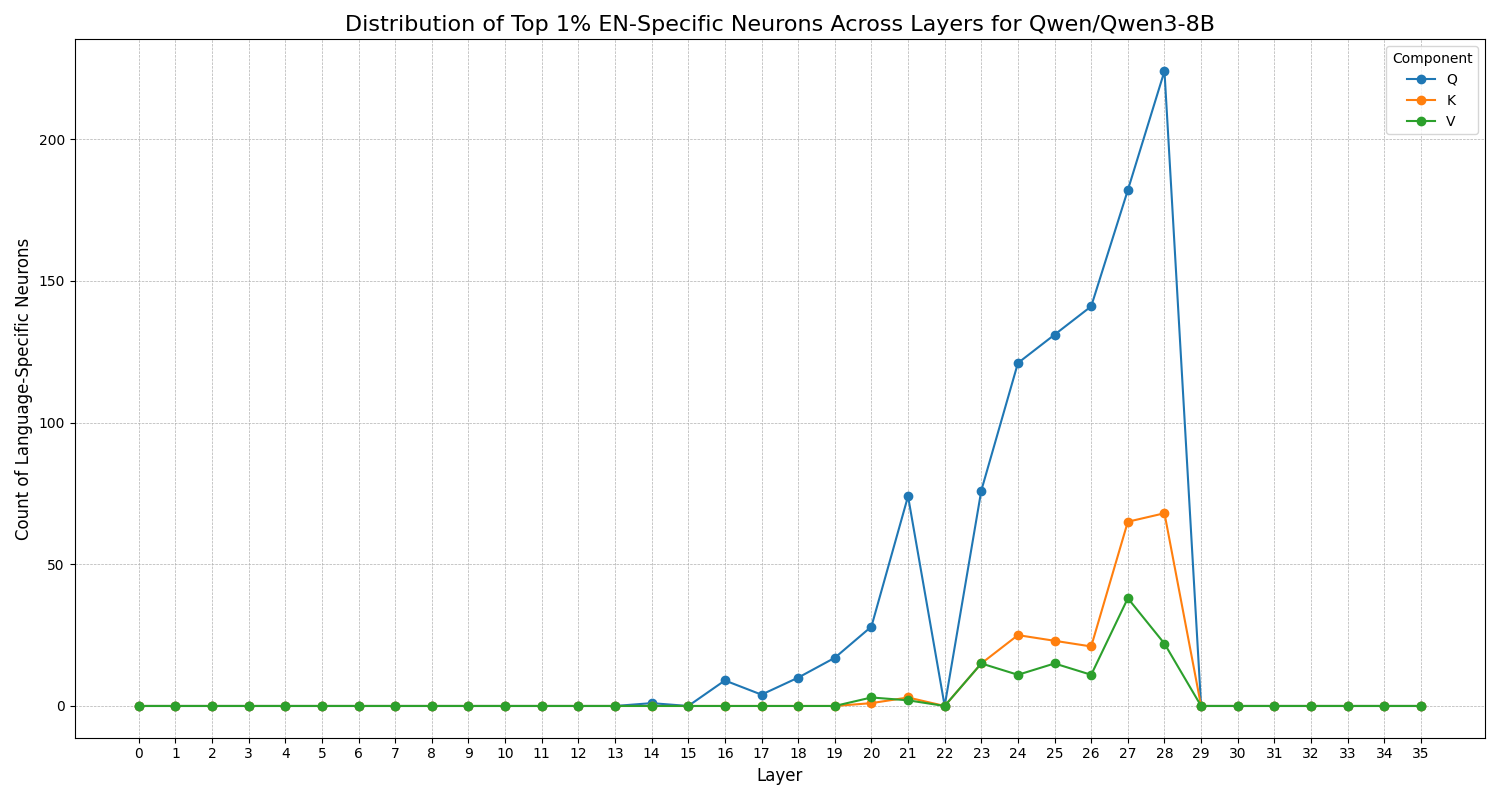 Distribution of Top 1% EN-Specific Neurons Across Layers for Qwen/Qwen3-8B
Component
Q
K
V
Count of Language-Specific Neurons
200
150
100
50
0
0 1 2 3 4 5 6 7 8 9 10 11 12 13 14 15 16 17 18 19 20 21 22 23 24 25 26 27 28 29 30 31 32 33 34 35
Layer